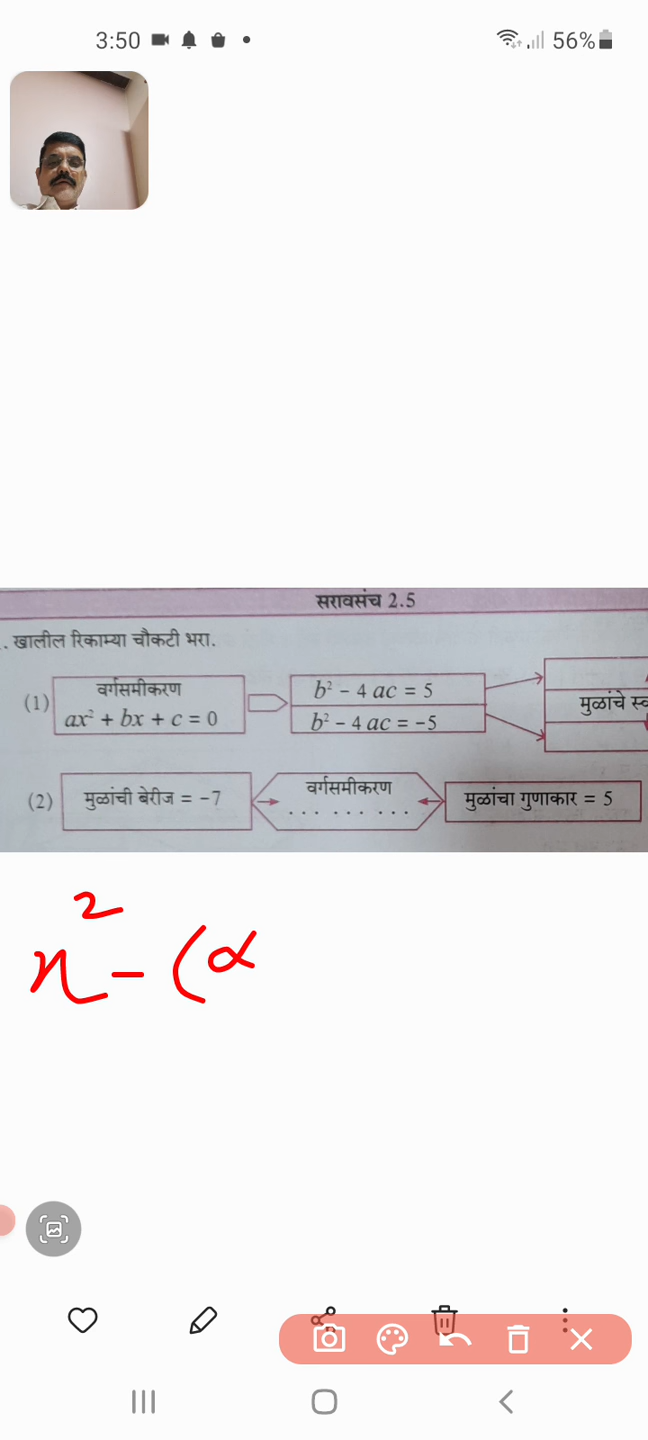 3:50 56%
सरावसंच 2.5
. खालील रिकाम्या चौकटी भरा.
(1) वर्गसमीकरण
ax² + bx + c = 0
b² – 4 ac = 5
b² – 4 ac = –5
मुळांचे
(2) मुळांची बेरीज = –7
वर्गसमीकरण
. . . . . . . . .
मुळांचा गुणाकार = 5
x² – (α